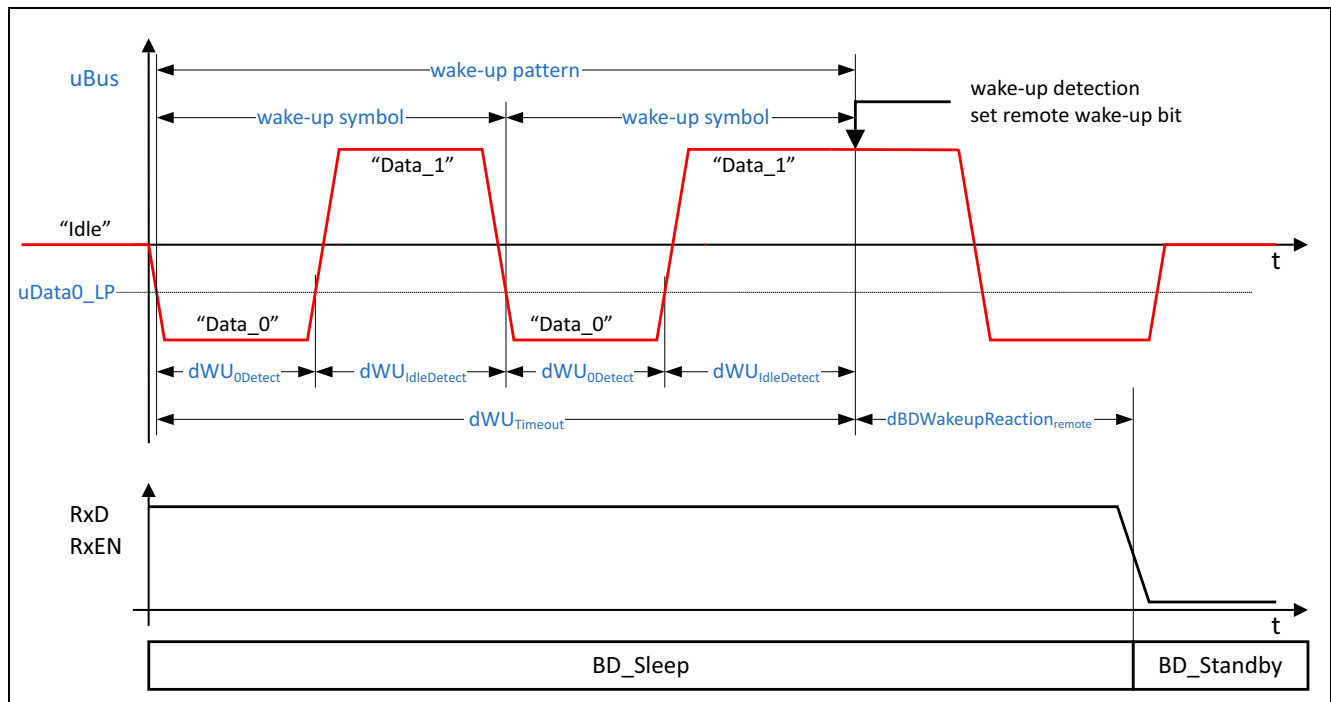 uBus
wake-up pattern
wake-up detection
set remote wake-up bit
wake-up symbol
wake-up symbol
“Data_1”
“Data_1”
“Idle”
t
uData0_LP
“Data_0”
“Data_0”
dWU0Detect
dWUIdleDetect
dWU0Detect
dWUIdleDetect
dWUTimeout
dBDWakeupReactionremote
RxD
RxEN
t
BD_Sleep
BD_Standby